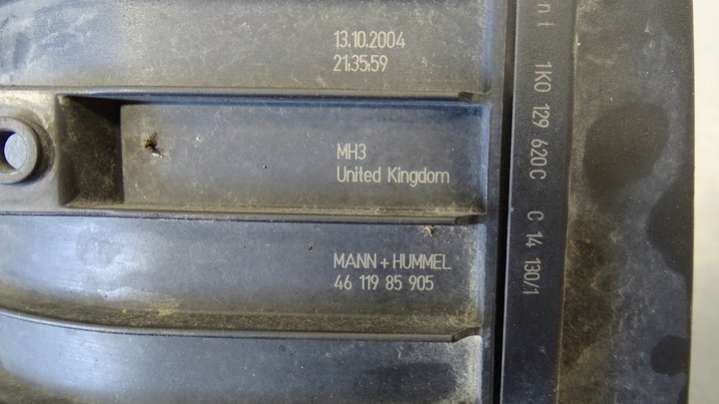 13.10.2004
21:35:59
MH3
United Kingdom
MANN+HUMMEL
46 119 85 905
1K0 129 620C C 14 130/1